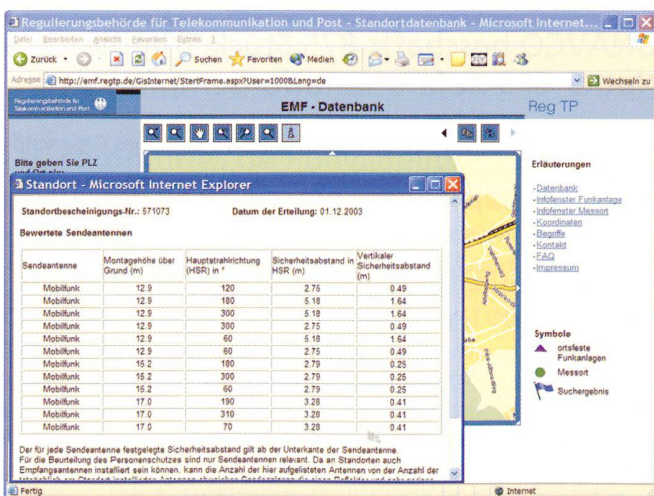 Regulierungsbehörde für Telekommunikation und Post - Standortdatenbank - Microsoft Internet...
Datei Bearbeiten Ansicht Favoriten Extras ?
Zurück Suchen Favoriten Medien
Adresse http://emf.regtp.de/GisInternet/StartFrame.aspx?User=1000&Lang=de Wechseln zu
Regulierungsbehörde für
Telekommunikation und Post
EMF - Datenbank
Reg TP
Bitte geben Sie PLZ
und Ort ein:
Standort - Microsoft Internet Explorer
Standortbescheinigungs-Nr.: 571073 Datum der Erteilung: 01.12.2003
Bewertete Sendeantennen
Sendeantenne Montagehöhe über Grund (m) Hauptstrahlrichtung (HSR) in ° Sicherheitsabstand in HSR (m) Vertikaler Sicherheitsabstand (m)
Mobilfunk 12.9 120 2.75 0.49
Mobilfunk 12.9 180 5.18 1.64
Mobilfunk 12.9 300 5.18 1.64
Mobilfunk 12.9 300 2.75 0.49
Mobilfunk 12.9 60 5.18 1.64
Mobilfunk 12.9 60 2.75 0.49
Mobilfunk 15.2 180 2.79 0.25
Mobilfunk 15.2 300 2.79 0.25
Mobilfunk 15.2 60 2.79 0.25
Mobilfunk 17.0 190 3.28 0.41
Mobilfunk 17.0 310 3.28 0.41
Mobilfunk 17.0 70 3.28 0.41
Der für jede Sendeantenne festgelegte Sicherheitsabstand gilt ab der Unterkante der Sendeantenne.
Für die Beurteilung des Personenschutzes sind nur Sendeantennen relevant. Da an Standorten auch
Empfangsantennen installiert sein können, kann die Anzahl der hier aufgelisteten Antennen von der Anzahl der
Erläuterungen
- Datenbank
- Infofenster Funkanlage
- Infofenster Messort
- Koordinaten
- Begriffe
- Kontakt
- FAQ
- Impressum
Symbole
ortsfeste
Funkanlagen
Messort
Suchergebnis
Fertig Internet